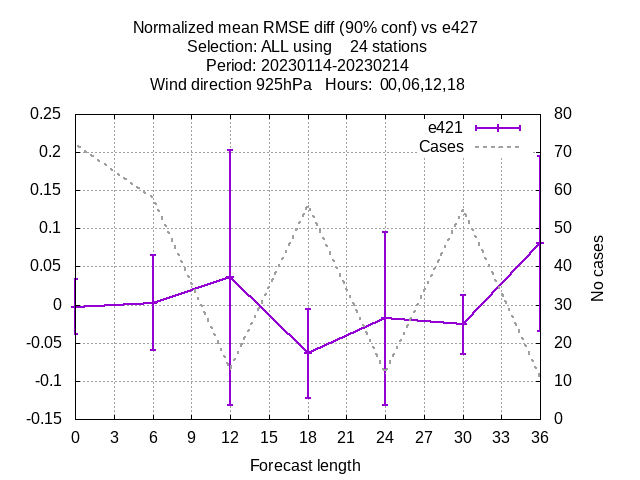 Normalized mean RMSE diff (90% conf) vs e427
Selection: ALL using    24 stations
Period: 20230114-20230214
Wind direction 925hPa   Hours:  00,06,12,18
e421
Cases
0.25
0.2
0.15
0.1
0.05
0
-0.05
-0.1
-0.15
80
70
60
50
40
30
20
10
0
No cases
0 3 6 9 12 15 18 21 24 27 30 33 36
Forecast length